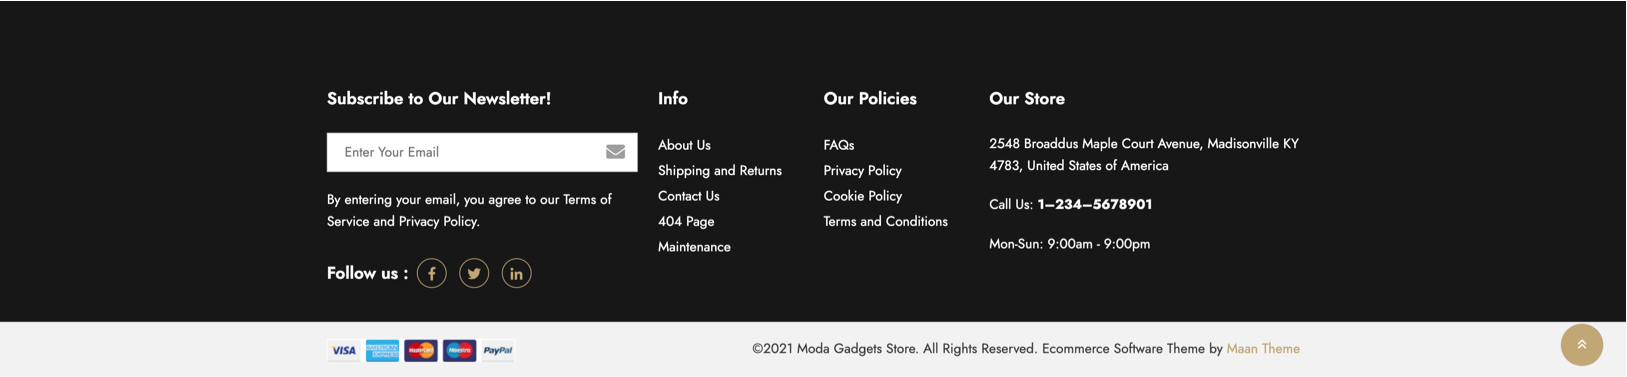 Subscribe to Our Newsletter!
Enter Your Email
By entering your email, you agree to our Terms of
Service and Privacy Policy.
Follow us :
Info
About Us
Shipping and Returns
Contact Us
404 Page
Maintenance
Our Policies
FAQs
Privacy Policy
Cookie Policy
Terms and Conditions
Our Store
2548 Broaddus Maple Court Avenue, Madisonville KY
4783, United States of America
Call Us: 1–234–5678901
Mon-Sun: 9:00am - 9:00pm
VISA AMERICAN EXPRESS MasterCard Maestro PayPal
©2021 Moda Gadgets Store. All Rights Reserved. Ecommerce Software Theme by Maan Theme